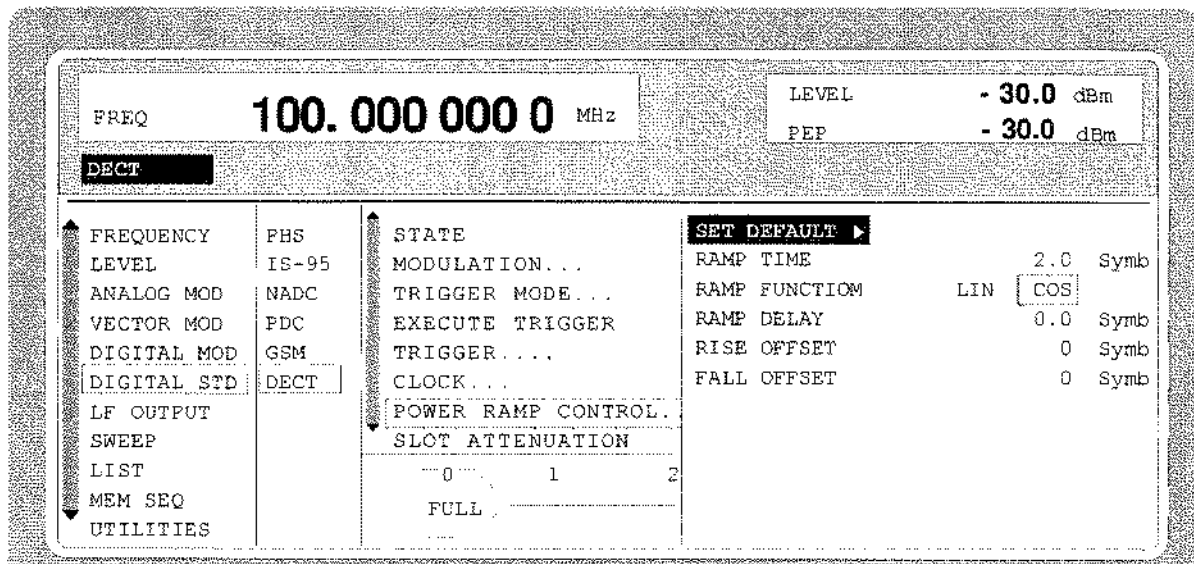 FREQ 100. 000 000 0 MHz
LEVEL - 30.0 dBm
PEP - 30.0 dBm
DECT
FREQUENCY
LEVEL
ANALOG MOD
VECTOR MOD
DIGITAL MOD
DIGITAL STD
LF OUTPUT
SWEEP
LIST
MEM SEQ
UTILITIES
PHS
IS-95
NADC
PDC
GSM
DECT
STATE
MODULATION...
TRIGGER MODE...
EXECUTE TRIGGER
TRIGGER....
CLOCK...
POWER RAMP CONTROL.
SLOT ATTENUATION
0 1 2
FULL
SET DEFAULT ▶
RAMP TIME 2.0 Symb
RAMP FUNCTIOM LIN COS
RAMP DELAY 0.0 Symb
RISE OFFSET 0 Symb
FALL OFFSET 0 Symb